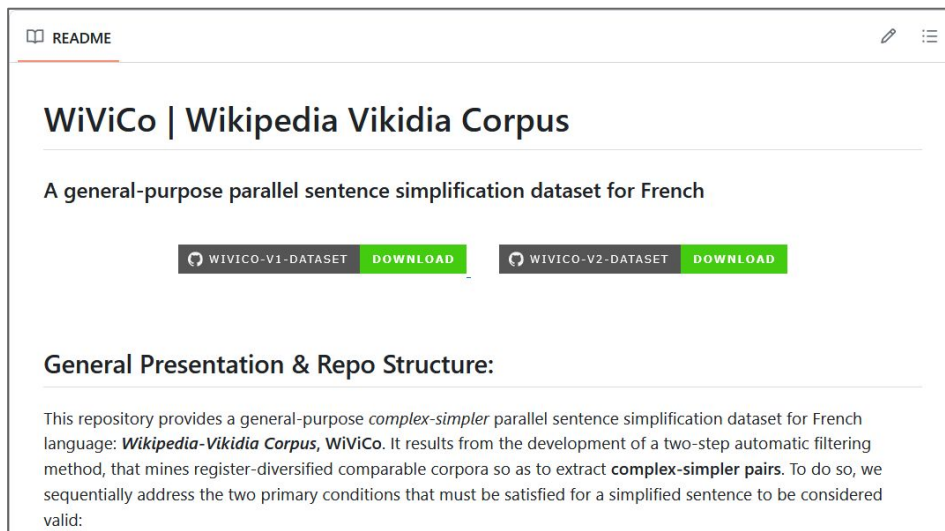 README
WiViCo | Wikipedia Vikidia Corpus
A general-purpose parallel sentence simplification dataset for French
WIVICO-V1-DATASET DOWNLOAD WIVICO-V2-DATASET DOWNLOAD
General Presentation & Repo Structure:
This repository provides a general-purpose complex-simpler parallel sentence simplification dataset for French
language: Wikipedia-Vikidia Corpus, WiViCo. It results from the development of a two-step automatic filtering
method, that mines register-diversified comparable corpora so as to extract complex-simpler pairs. To do so, we
sequentially address the two primary conditions that must be satisfied for a simplified sentence to be considered
valid: